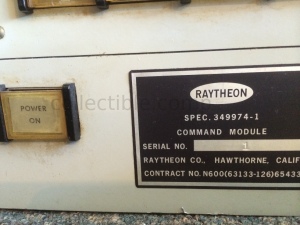 POWER
ON
RAYTHEON
SPEC. 349974-1
COMMAND MODULE
SERIAL NO. 1
RAYTHEON CO., HAWTHORNE, CALIF
CONTRACT NO. N600(63133-126)65433